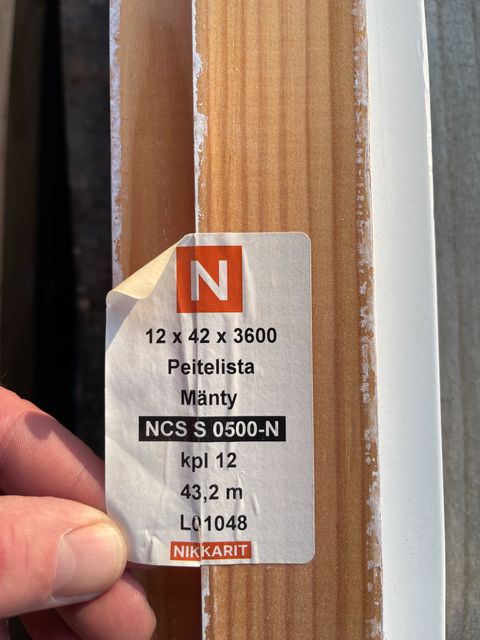 N
12 x 42 x 3600
Peitelista
Mänty
NCS S 0500-N
kpl 12
43,2 m
L01048
NIKKARIT